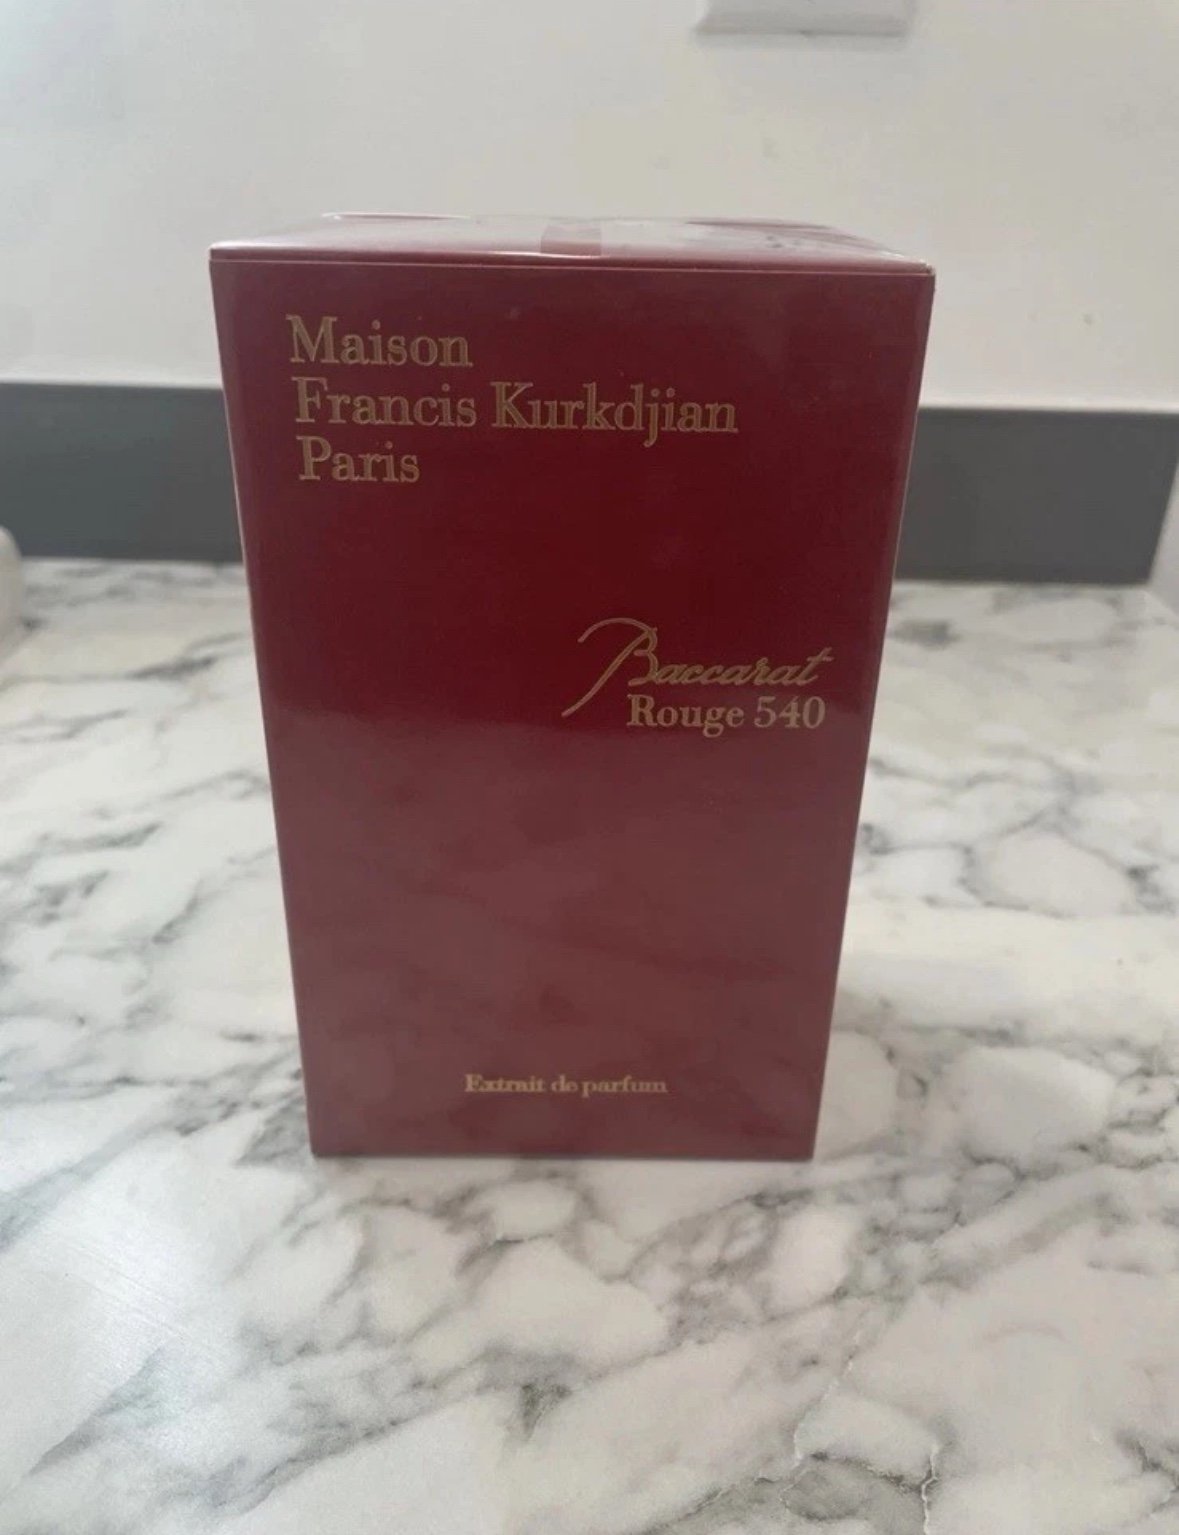 Maison
Francis Kurkdjian
Paris
Baccarat
Rouge 540
Extrait de parfum